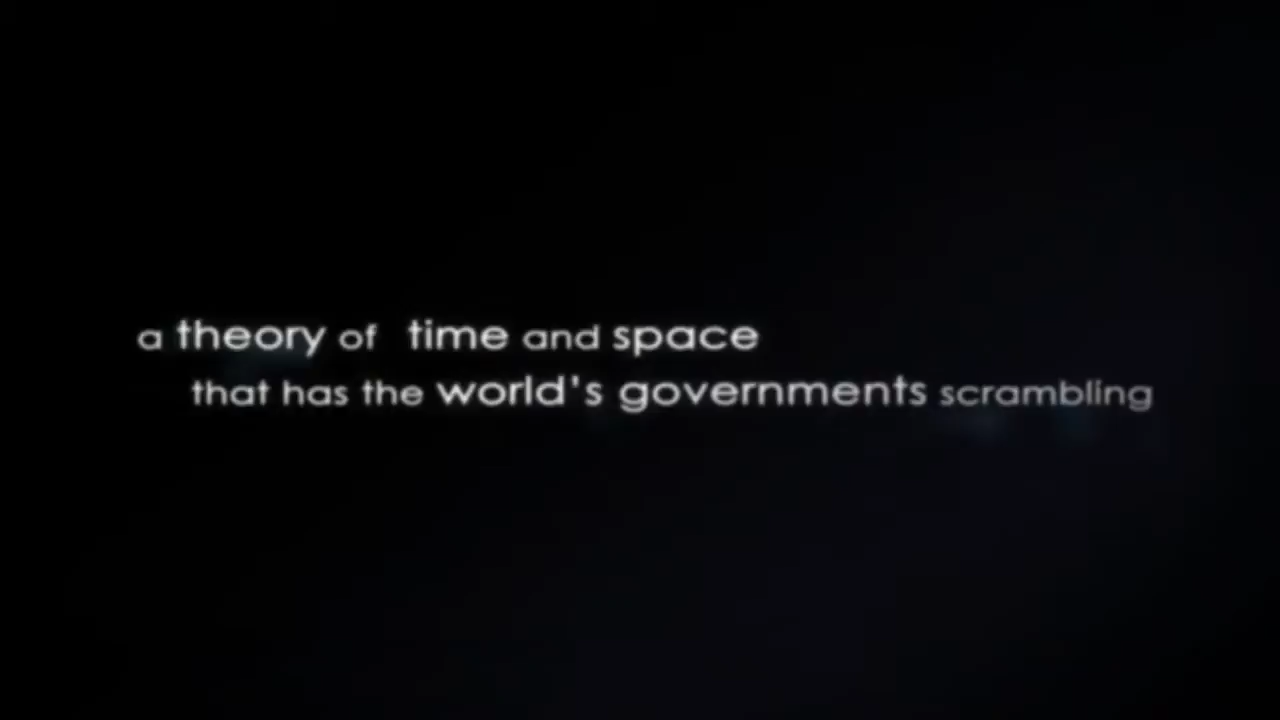 a theory of time and space
that has the world's governments scrambling